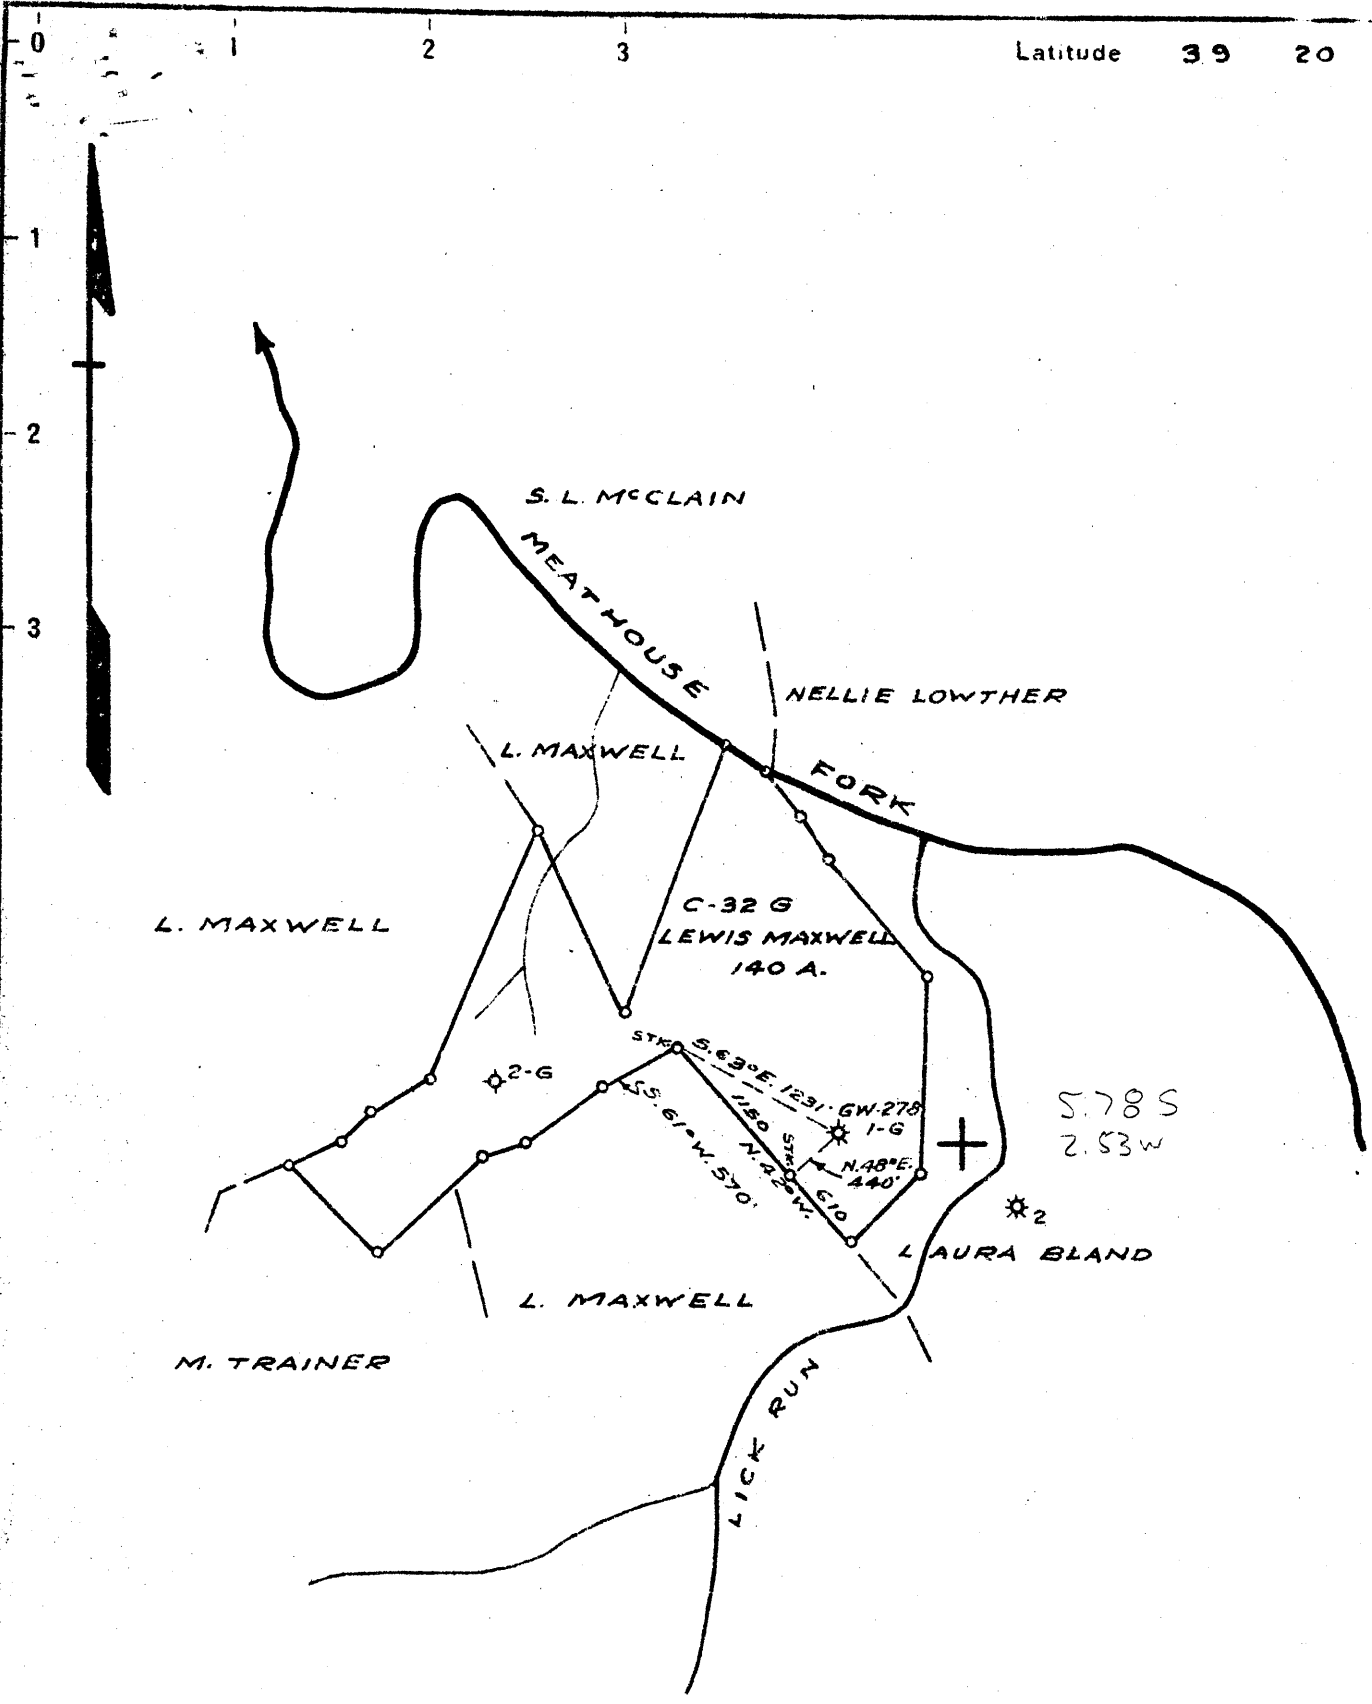 0 1 2 3 Latitude 39 20
1
2
3
S. L. McCLAIN
MEATHOUSE FORK
NELLIE LOWTHER
L. MAXWELL
L. MAXWELL
C-32 G
LEWIS MAXWELL
140 A.
STK.
S. 63° E. 1231'
GW-278
1-G
2-G
S. 61° W. 570'
1150
N. 42° W.
STK.
610
N. 48° E.
440'
5.78 S
2.53 W
2
LAURA BLAND
L. MAXWELL
M. TRAINER
LICK RUN